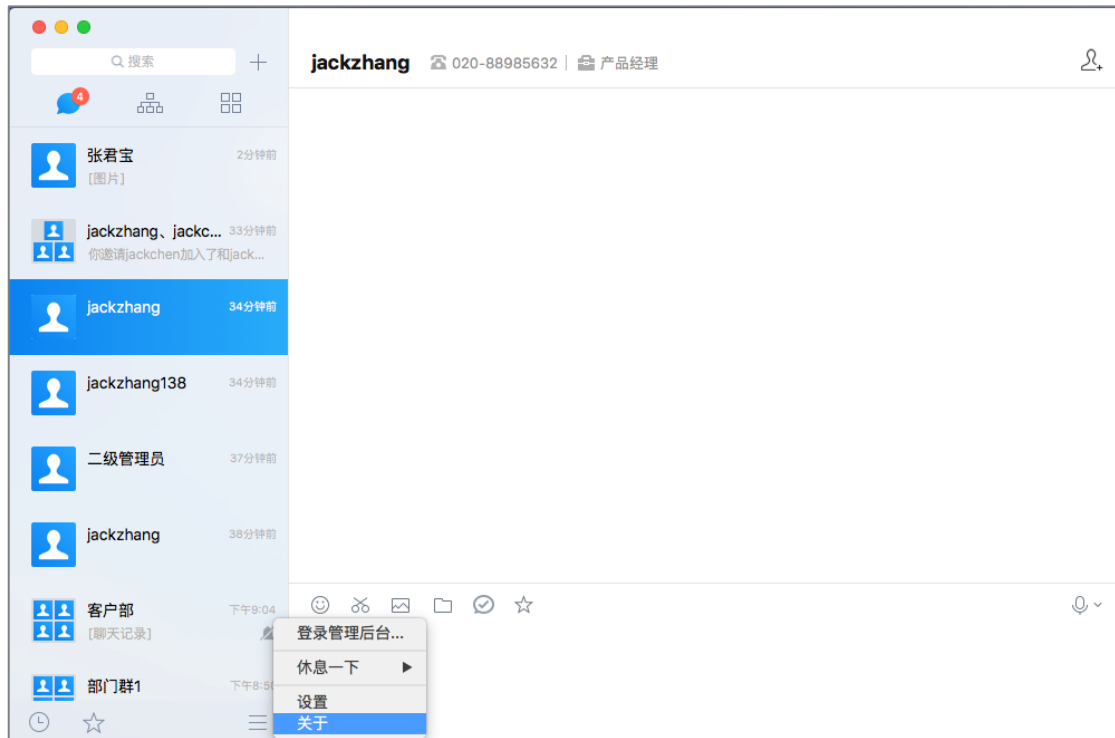 搜索
jackzhang 020-88985632 | 产品经理
4
张君宝 2分钟前
[图片]
jackzhang、jackc... 33分钟前
你邀请jackchen加入了和jack...
jackzhang 34分钟前
jackzhang138 34分钟前
二级管理员 37分钟前
jackzhang 38分钟前
客户部 下午9:04
[聊天记录]
部门群1 下午8:50
登录管理后台...
休息一下
设置
关于